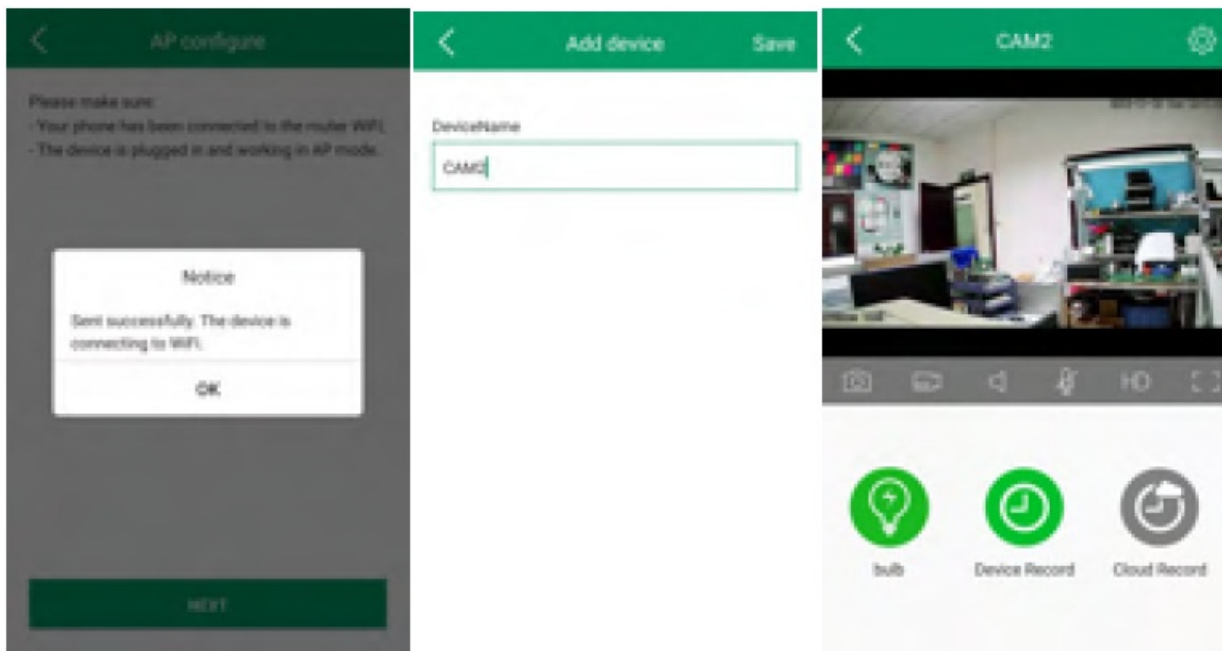 AP configure
Please make sure:
- Your phone has been connected to the router WiFi.
- The device is plugged in and working in AP mode.
Notice
Sent successfully. The device is
connecting to WiFi.
OK
NEXT
Add device
Save
DeviceName
CAM2
CAM2
HD
bulb
Device Record
Cloud Record